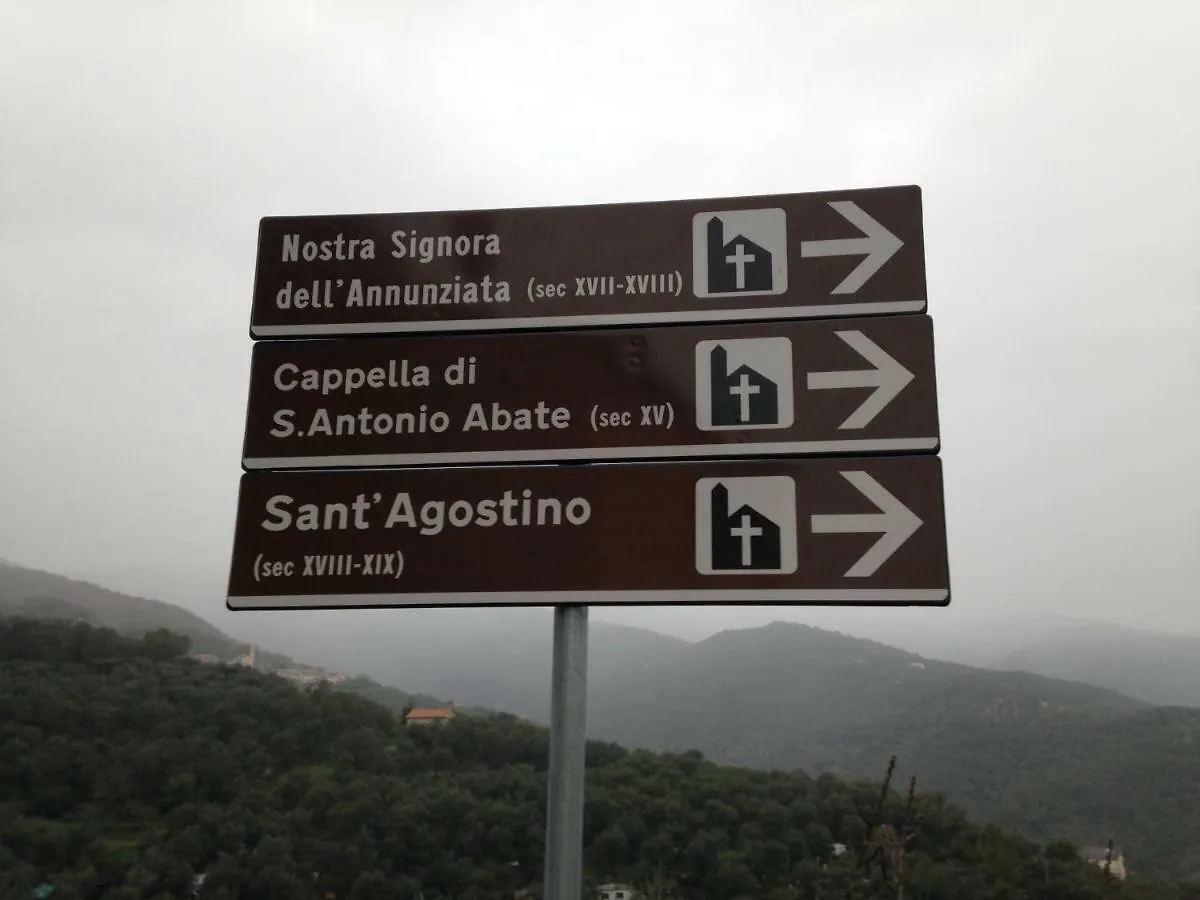 Nostra Signora
dell'Annunziata (sec XVII-XVIII)
Cappella di
S.Antonio Abate (sec XV)
Sant'Agostino
(sec XVIII-XIX)